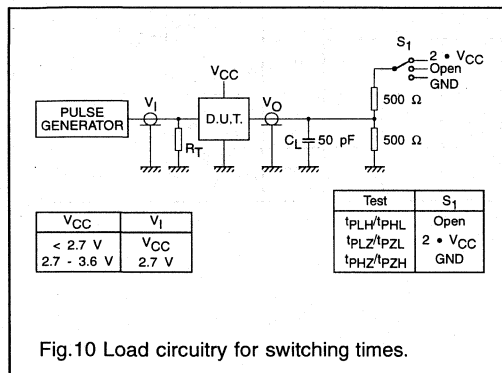 S1
2 • VCC
Open
GND
VCC
500 Ω
PULSE
GENERATOR
VI
D.U.T.
VO
RT
CL
50 pF
500 Ω
VCC VI
< 2.7 V VCC
2.7 - 3.6 V 2.7 V
Test S1
tPLH/tPHL Open
tPLZ/tPZL 2 • VCC
tPHZ/tPZH GND
Fig.10 Load circuitry for switching times.